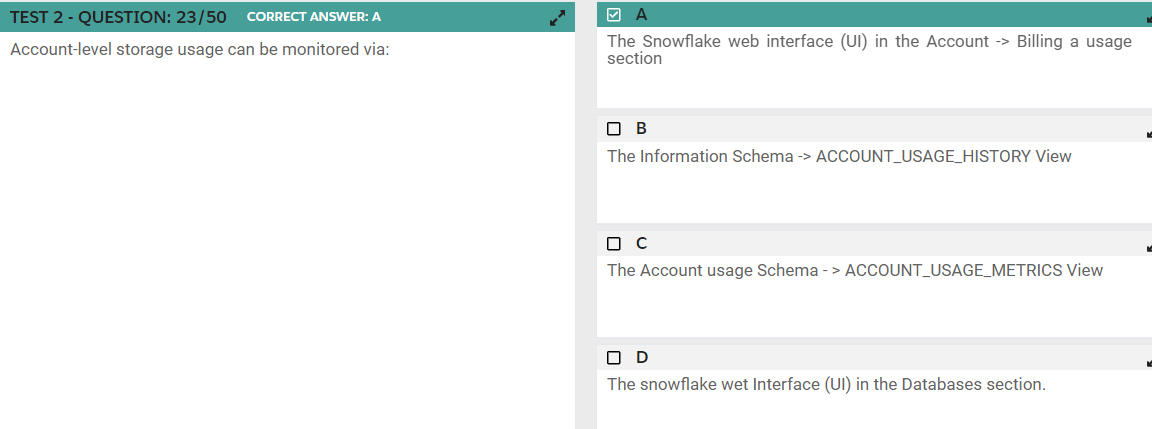 TEST 2 - QUESTION: 23/50 CORRECT ANSWER: A
Account-level storage usage can be monitored via:
A
The Snowflake web interface (UI) in the Account -> Billing a usage
section
B
The Information Schema -> ACCOUNT_USAGE_HISTORY View
C
The Account usage Schema - > ACCOUNT_USAGE_METRICS View
D
The snowflake wet Interface (UI) in the Databases section.